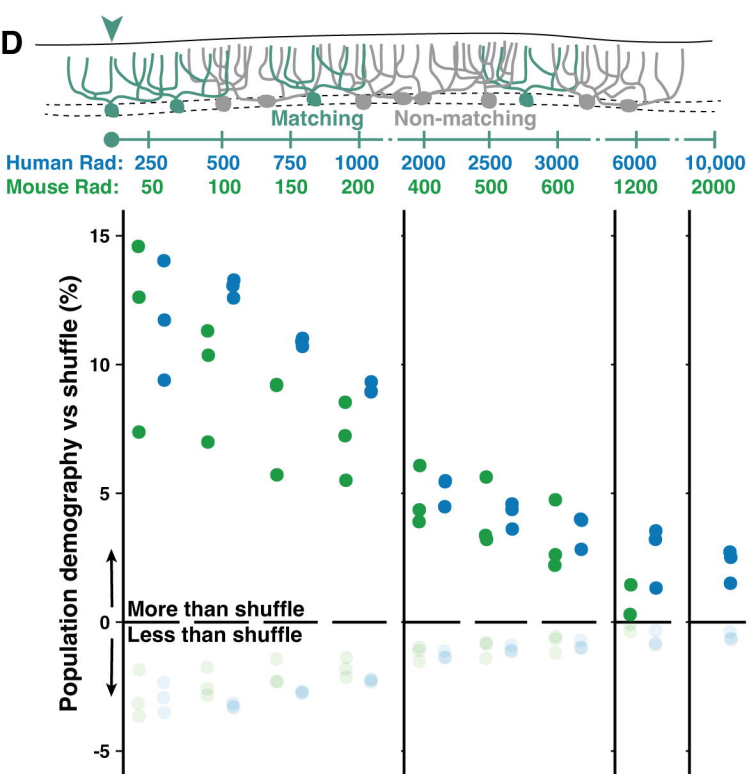 D
Matching Non-matching
Human Rad: 250 500 750 1000 2000 2500 3000 6000 10,000
Mouse Rad: 50 100 150 200 400 500 600 1200 2000
Population demography vs shuffle (%)
15
10
5
More than shuffle
0
Less than shuffle
-5